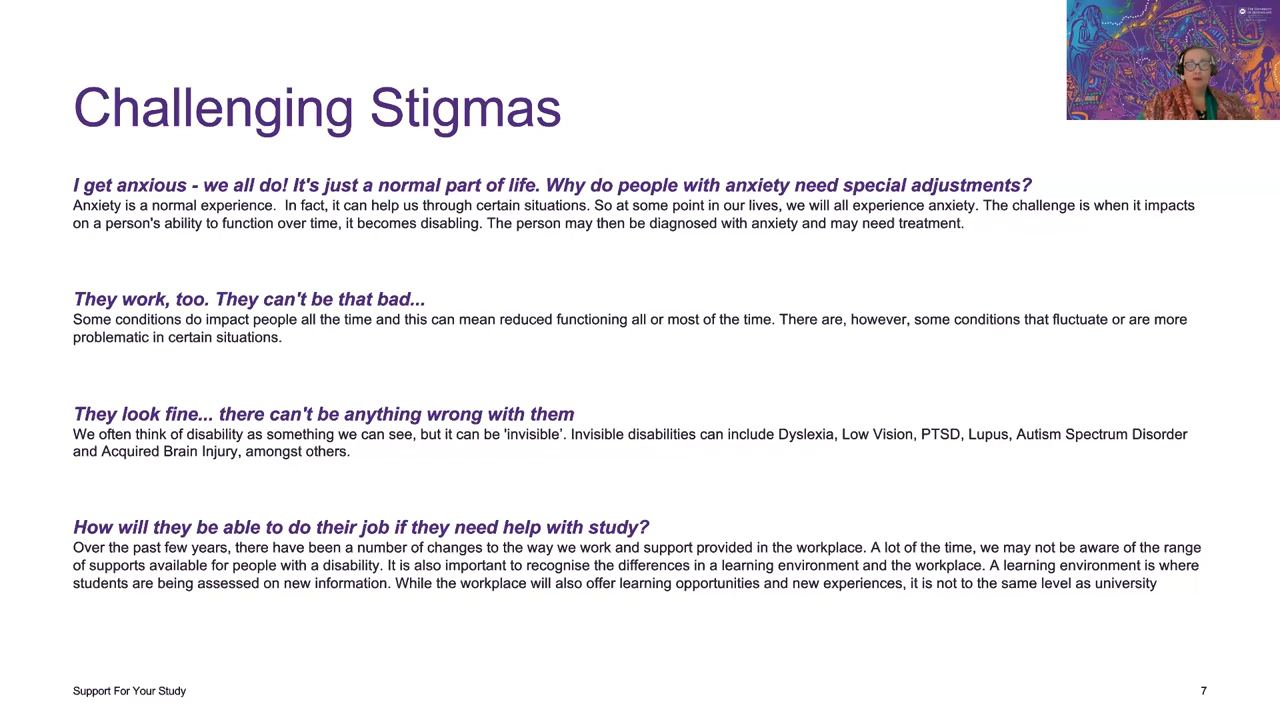 THE UNIVERSITY
OF QUEENSLAND
Challenging Stigmas
I get anxious - we all do! It's just a normal part of life. Why do people with anxiety need special adjustments?
Anxiety is a normal experience.  In fact, it can help us through certain situations. So at some point in our lives, we will all experience anxiety. The challenge is when it impacts
on a person's ability to function over time, it becomes disabling. The person may then be diagnosed with anxiety and may need treatment.
They work, too. They can't be that bad...
Some conditions do impact people all the time and this can mean reduced functioning all or most of the time. There are, however, some conditions that fluctuate or are more
problematic in certain situations.
They look fine... there can't be anything wrong with them
We often think of disability as something we can see, but it can be 'invisible’. Invisible disabilities can include Dyslexia, Low Vision, PTSD, Lupus, Autism Spectrum Disorder
and Acquired Brain Injury, amongst others.
How will they be able to do their job if they need help with study?
Over the past few years, there have been a number of changes to the way we work and support provided in the workplace. A lot of the time, we may not be aware of the range
of supports available for people with a disability. It is also important to recognise the differences in a learning environment and the workplace. A learning environment is where
students are being assessed on new information. While the workplace will also offer learning opportunities and new experiences, it is not to the same level as university
Support For Your Study
7